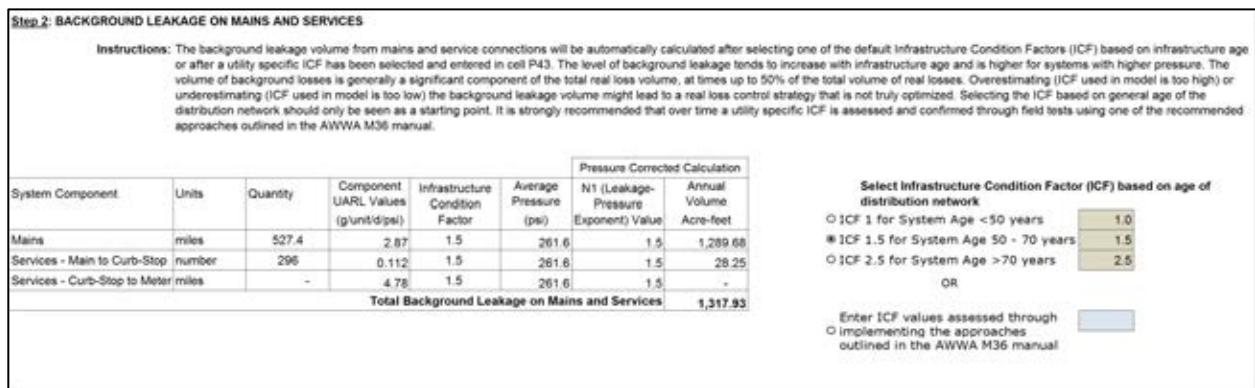 Step 2: BACKGROUND LEAKAGE ON MAINS AND SERVICES
Instructions: The background leakage volume from mains and service connections will be automatically calculated after selecting one of the default Infrastructure Condition Factors (ICF) based on infrastructure age
or after a utility specific ICF has been selected and entered in cell P43. The level of background leakage tends to increase with infrastructure age and is higher for systems with higher pressure. The
volume of background losses is generally a significant component of the total real loss volume, at times up to 50% of the total volume of real losses. Overestimating (ICF used in model is too high) or
underestimating (ICF used in model is too low) the background leakage volume might lead to a real loss control strategy that is not truly optimized. Selecting the ICF based on general age of the
distribution network should only be seen as a starting point. It is strongly recommended that over time a utility specific ICF is assessed and confirmed through field tests using one of the recommended
approaches outlined in the AWWA M36 manual.
Pressure Corrected Calculation
System Component Units Quantity Component UARL Values (g/unit/d/psi) Infrastructure Condition Factor Average Pressure (psi) N1 (Leakage-Pressure Exponent) Value Annual Volume Acre-feet
Mains miles 527.4 2.87 1.5 261.6 1.5 1,289.68
Services - Main to Curb-Stop number 296 0.112 1.5 261.6 1.5 28.25
Services - Curb-Stop to Meter miles - 4.78 1.5 261.6 1.5 -
Total Background Leakage on Mains and Services 1,317.93
Select Infrastructure Condition Factor (ICF) based on age of
distribution network
ICF 1 for System Age <50 years 1.0
ICF 1.5 for System Age 50 - 70 years 1.5
ICF 2.5 for System Age >70 years 2.5
OR
Enter ICF values assessed through
implementing the approaches
outlined in the AWWA M36 manual